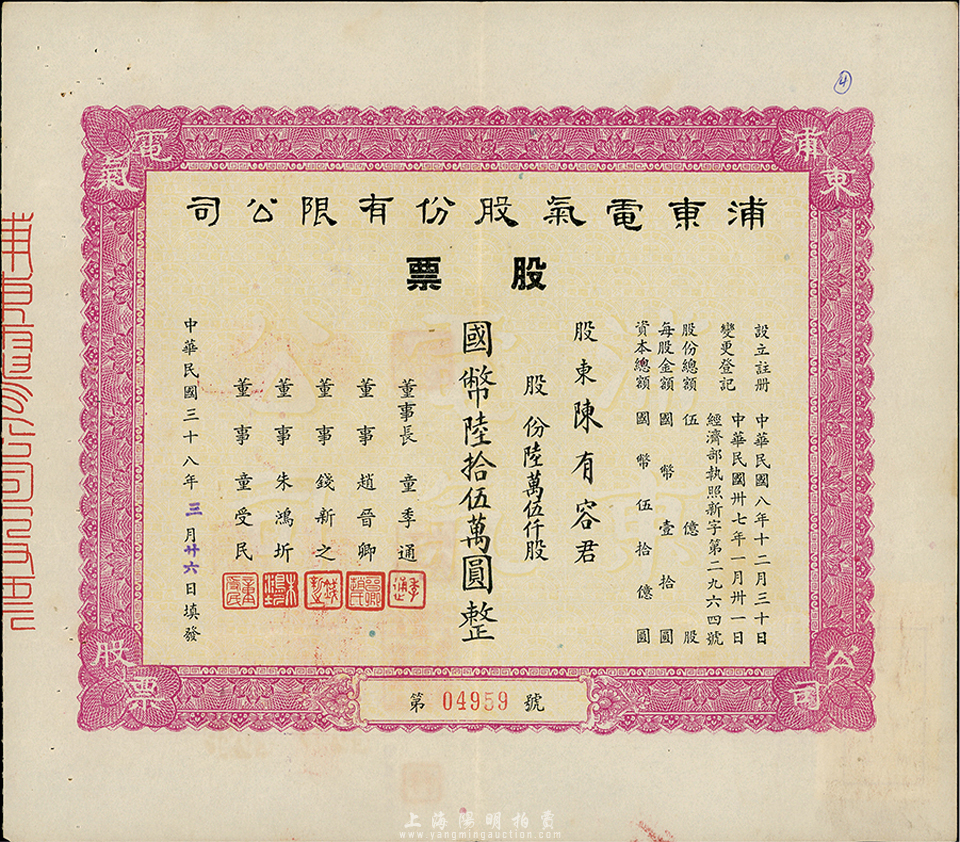 ④
浦東
電氣
公司
股票
浦東電氣股份有限公司
股票
設立註册 中華民國八年十二月三十日
變更登記 中華民國卅七年一月卅一日
經濟部執照新字第二九六四號
股份總額 伍億股
每股金額 國幣壹拾圓
資本總額 國幣伍拾億圓
股東陳有容君
股份陸萬伍仟股
國幣陸拾伍萬圓整
董事長 童季通
董事 趙晉卿
董事 錢新之
董事 朱鴻圻
董事 童受民
中華民國三十八年三月廿六日填發
第 04959 號
上海陽明拍賣
www.yangmingauction.com